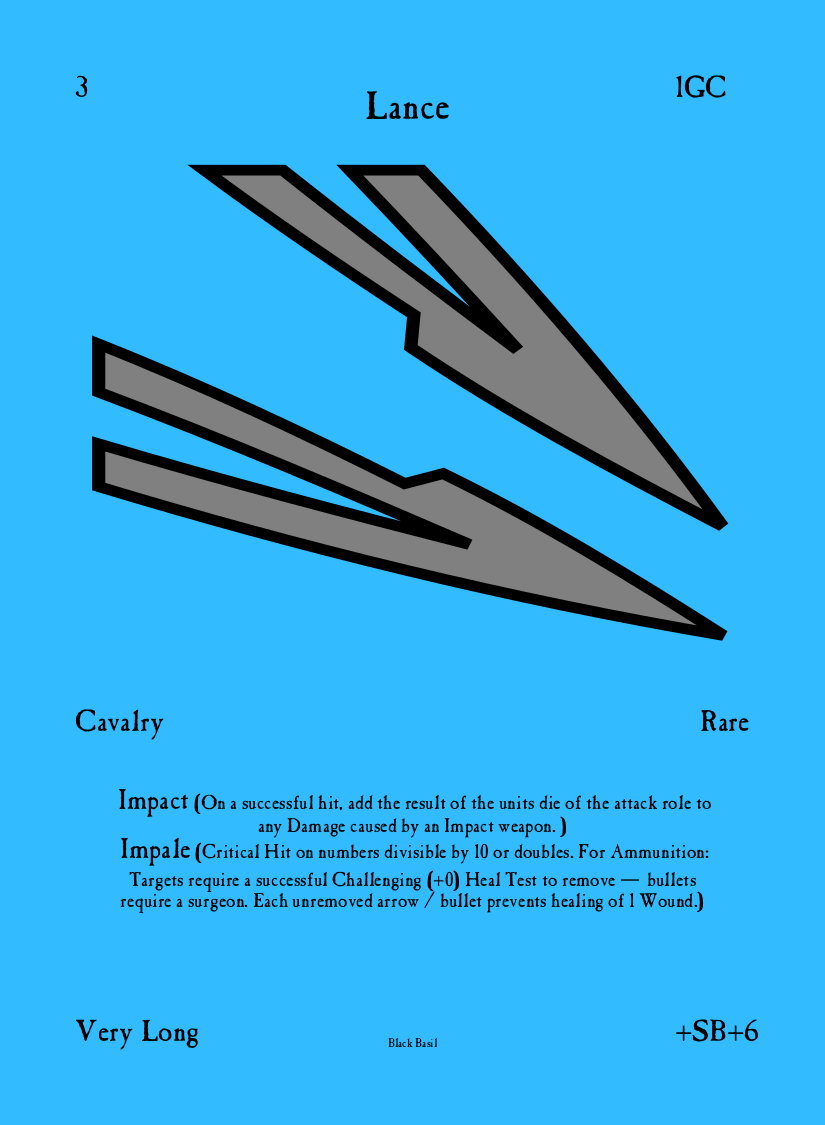 3
1GC
Lance
Cavalry
Rare
Impact (On a successful hit, add the result of the units die of the attack role to
any Damage caused by an Impact weapon. )
Impale (Critical Hit on numbers divisible by 10 or doubles. For Ammunition:
Targets require a successful Challenging (+0) Heal Test to remove — bullets
require a surgeon. Each unremoved arrow / bullet prevents healing of 1 Wound.)
Very Long
Black Basil
+SB+6